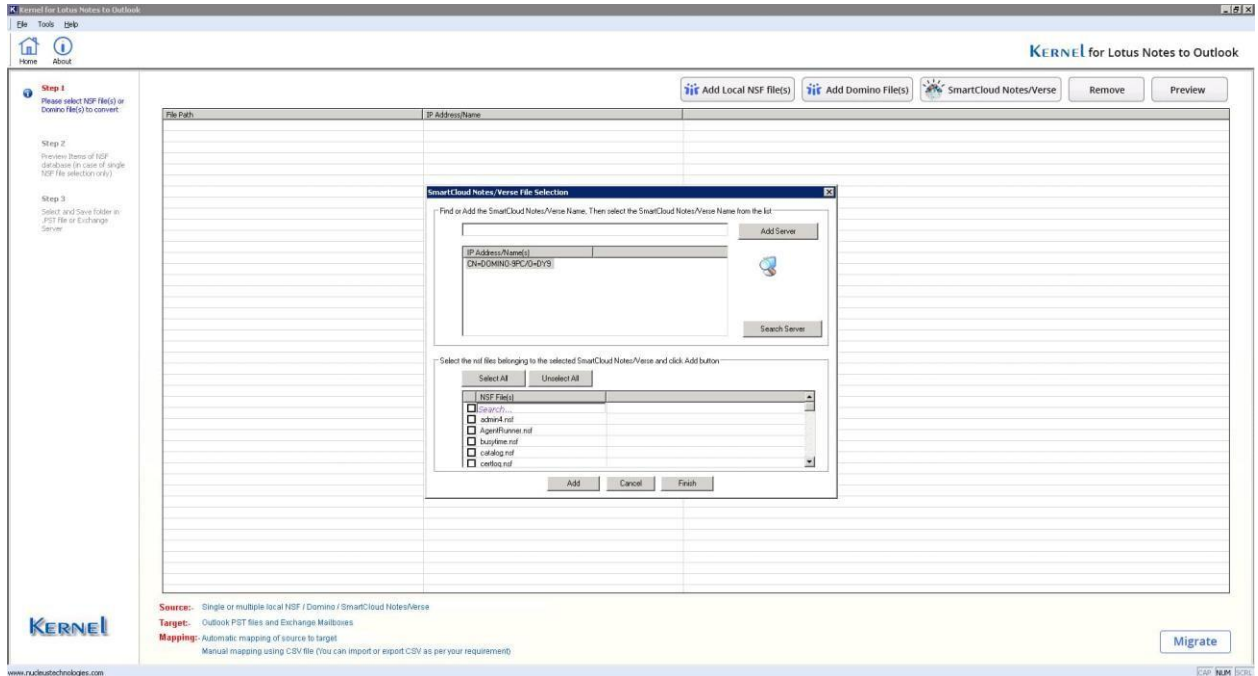 Kernel for Lotus Notes to Outlook
File Tools Help
Home About
KERNEL for Lotus Notes to Outlook
Step 1
Please select NSF file(s) or
Domino file(s) to convert
Step 2
Preview Items of NSF
database (in case of single
NSF file selection only)
Step 3
Select and Save folder in
.PST file or Exchange
Server
Add Local NSF file(s) Add Domino File(s) SmartCloud Notes/Verse Remove Preview
File Path IP Address/Name
SmartCloud Notes/Verse File Selection
Find or Add the SmartCloud Notes/Verse Name, Then select the SmartCloud Notes/Verse Name from the list
Add Server
IP Address/Name(s)
CN=DOMINO-9PC/O=DY9
Search Server
Select the nsf files belonging to the selected SmartCloud Notes/Verse and click Add button
Select All Unselect All
NSF File(s)
Search...
admin4.nsf
AgentRunner.nsf
busytime.nsf
catalog.nsf
certlog.nsf
Add Cancel Finish
Source:- Single or multiple local NSF / Domino / SmartCloud Notes/Verse
Target:- Outlook PST files and Exchange Mailboxes
Mapping:- Automatic mapping of source to target
Manual mapping using CSV file (You can import or export CSV as per your requirement)
KERNEL
Migrate
www.nucleustechnologies.com
CAP NUM SCRL